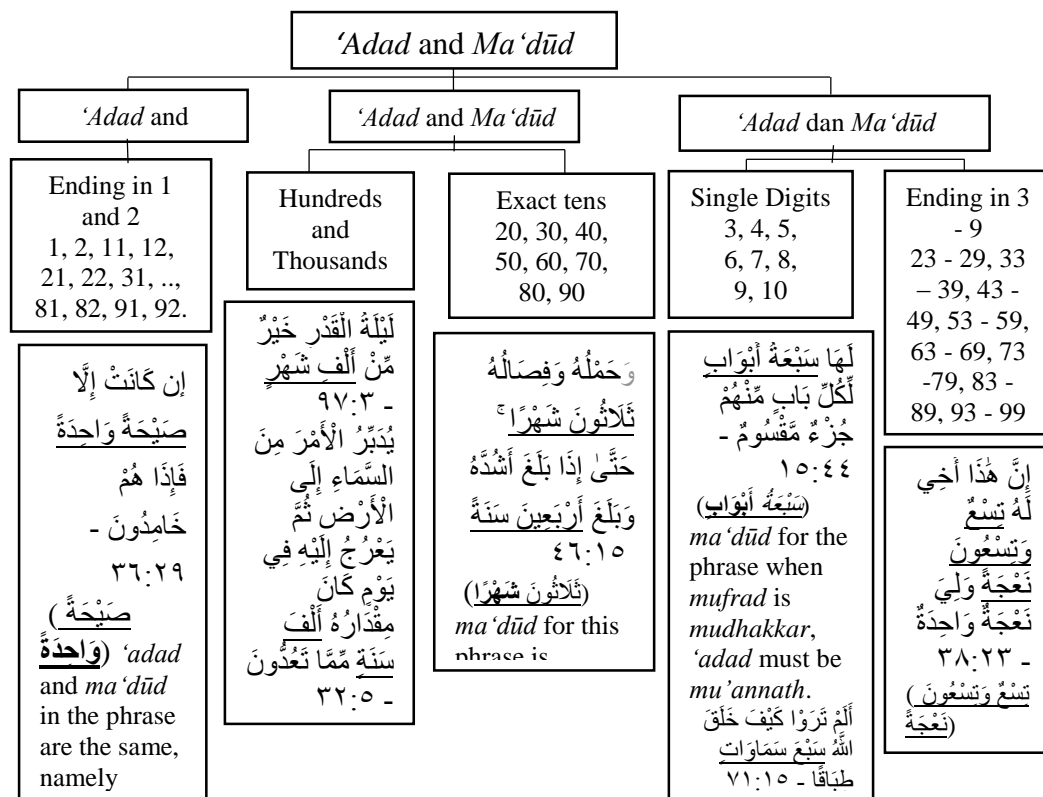 ‘Adad and Ma‘dūd
‘Adad and
‘Adad and Ma‘dūd
‘Adad dan Ma‘dūd
Ending in 1
and 2
1, 2, 11, 12,
21, 22, 31, ..,
81, 82, 91, 92.
Hundreds
and
Thousands
Exact tens
20, 30, 40,
50, 60, 70,
80, 90
Single Digits
3, 4, 5,
6, 7, 8,
9, 10
Ending in 3
- 9
23 - 29, 33
– 39, 43 -
49, 53 - 59,
63 - 69, 73
-79, 83 -
89, 93 - 99
إِن كَانَتْ إِلَّا
صَيْحَةً وَاحِدَةً
فَإِذَا هُمْ
خَامِدُونَ -
٣٦:٢٩
(صَيْحَةً
وَاحِدَةً) ‘adad
and ma‘dūd
in the phrase
are the same,
namely
لَيْلَةُ الْقَدْرِ خَيْرٌ
مِّنْ أَلْفِ شَهْرٍ
- ٩٧:٣
يُدَبِّرُ الْأَمْرَ مِنَ
السَّمَاءِ إِلَى
الْأَرْضِ ثُمَّ
يَعْرُجُ إِلَيْهِ فِي
يَوْمٍ كَانَ
مِقْدَارُهُ أَلْفَ
سَنَةٍ مِّمَّا تَعُدُّونَ
- ٣٢:٥
وَحَمْلُهُ وَفِصَالُهُ
ثَلَاثُونَ شَهْرًا ۚ
حَتَّىٰ إِذَا بَلَغَ أَشُدَّهُ
وَبَلَغَ أَرْبَعِينَ سَنَةً
٤٦:١٥
(ثَلَاثُونَ شَهْرًا)
ma‘dūd for this
phrase is
لَهَا سَبْعَةُ أَبْوَابٍ
لِّكُلِّ بَابٍ مِّنْهُمْ
جُزْءٌ مَّقْسُومٌ -
١٥:٤٤
(سَبْعَةُ أَبْوَابٍ)
ma‘dūd for the
phrase when
mufrad is
mudhakkar,
‘adad must be
mu’annath.
أَلَمْ تَرَوْا كَيْفَ خَلَقَ
اللَّهُ سَبْعَ سَمَاوَاتٍ
طِبَاقًا - ٧١:١٥
إِنَّ هَٰذَا أَخِي
لَهُ تِسْعٌ
وَتِسْعُونَ
نَعْجَةً وَلِيَ
نَعْجَةٌ وَاحِدَةٌ
- ٣٨:٢٣
(تِسْعٌ وَتِسْعُونَ
نَعْجَةً)